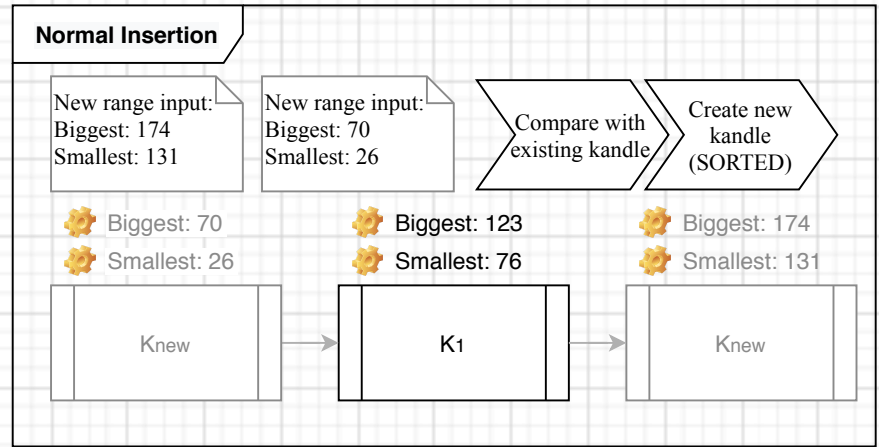 Normal Insertion
New range input:
Biggest: 174
Smallest: 131
New range input:
Biggest: 70
Smallest: 26
Compare with
existing kandle
Create new
kandle
(SORTED)
Biggest: 70
Smallest: 26
Biggest: 123
Smallest: 76
Biggest: 174
Smallest: 131
Knew
K1
Knew